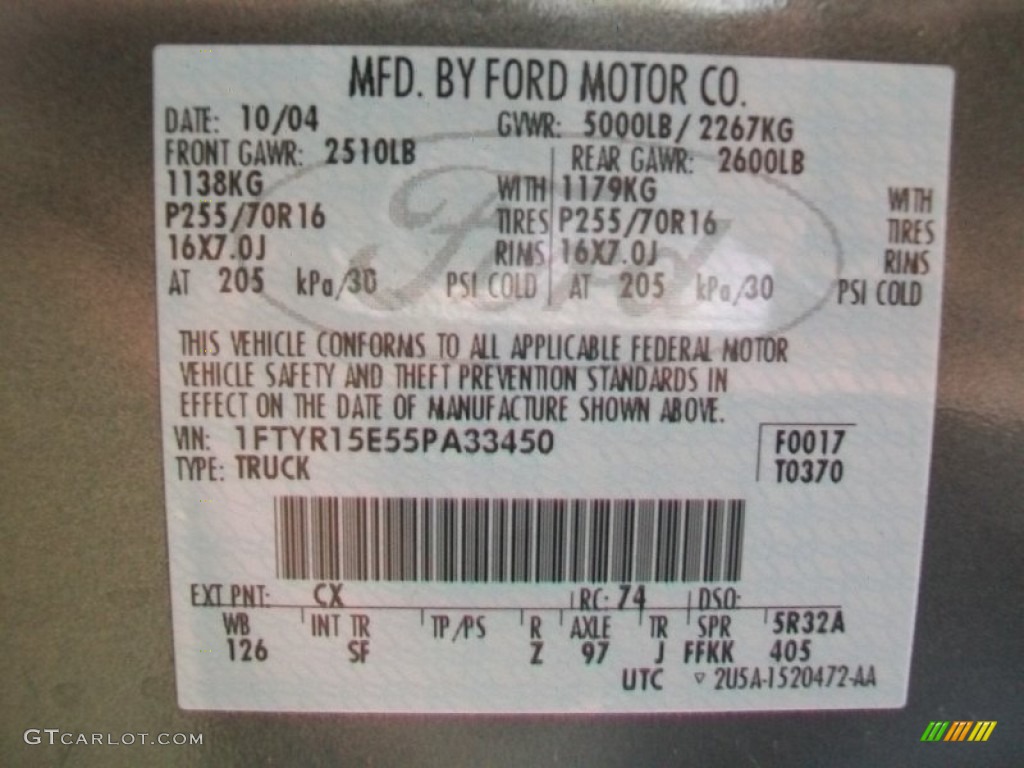 MFD. BY FORD MOTOR CO.
DATE: 10/04 GVWR: 5000LB/2267KG
FRONT GAWR: 2510LB REAR GAWR: 2600LB
1138KG WITH 1179KG WITH
P255/70R16 TIRES P255/70R16 TIRES
16X7.0J RIMS 16X7.0J RIMS
AT 205 kPa/30 PSI COLD AT 205 kPa/30 PSI COLD
Ford
THIS VEHICLE CONFORMS TO ALL APPLICABLE FEDERAL MOTOR
VEHICLE SAFETY AND THEFT PREVENTION STANDARDS IN
EFFECT ON THE DATE OF MANUFACTURE SHOWN ABOVE.
VIN: 1FTYR15E55PA33450 F0017
TYPE: TRUCK T0370
EXT PNT: CX RC: 74 DSO:
WB INT TR TP/PS R AXLE TR SPR 5R32A
126 SF Z 97 J FFKK 405
UTC ▽ 2U5A-1520472-AA
GTCARLOT.COM